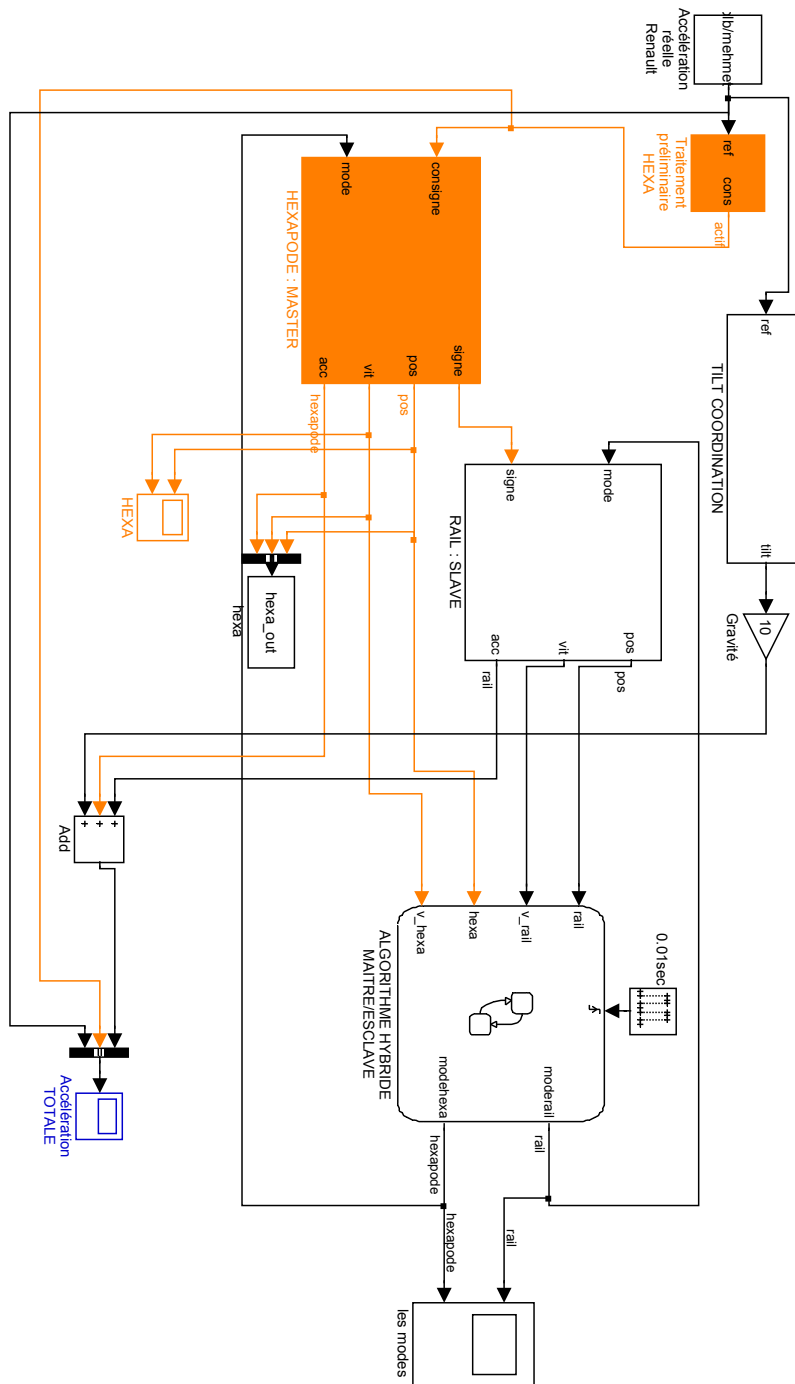 olb/mehmet
Accélération
réelle
Renault
ref
cons
Traitement
préliminaire
HEXA
actif
ref
tilt
TILT COORDINATION
10
Gravité
consigne
mode
signe
pos
vit
acc
HEXAPODE : MASTER
pos
hexapode
HEXA
hexa_out
hexa
mode
signe
pos
vit
acc
RAIL : SLAVE
pos
rail
+
+
+
Add
0.01sec
rail
v_rail
hexa
v_hexa
moderail
modehexa
ALGORITHME HYBRIDE
MAITRE/ESCLAVE
rail
hexapode
rail
hexapode
les modes
Accélération
TOTALE